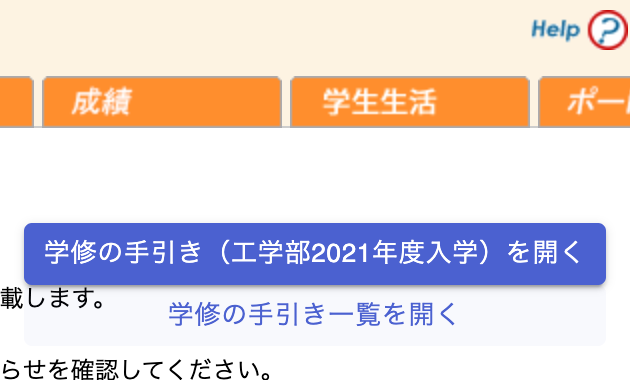 Help
成績
学生生活
ポー
学修の手引き（工学部2021年度入学）を開く
載します。
学修の手引き一覧を開く
らせを確認してください。